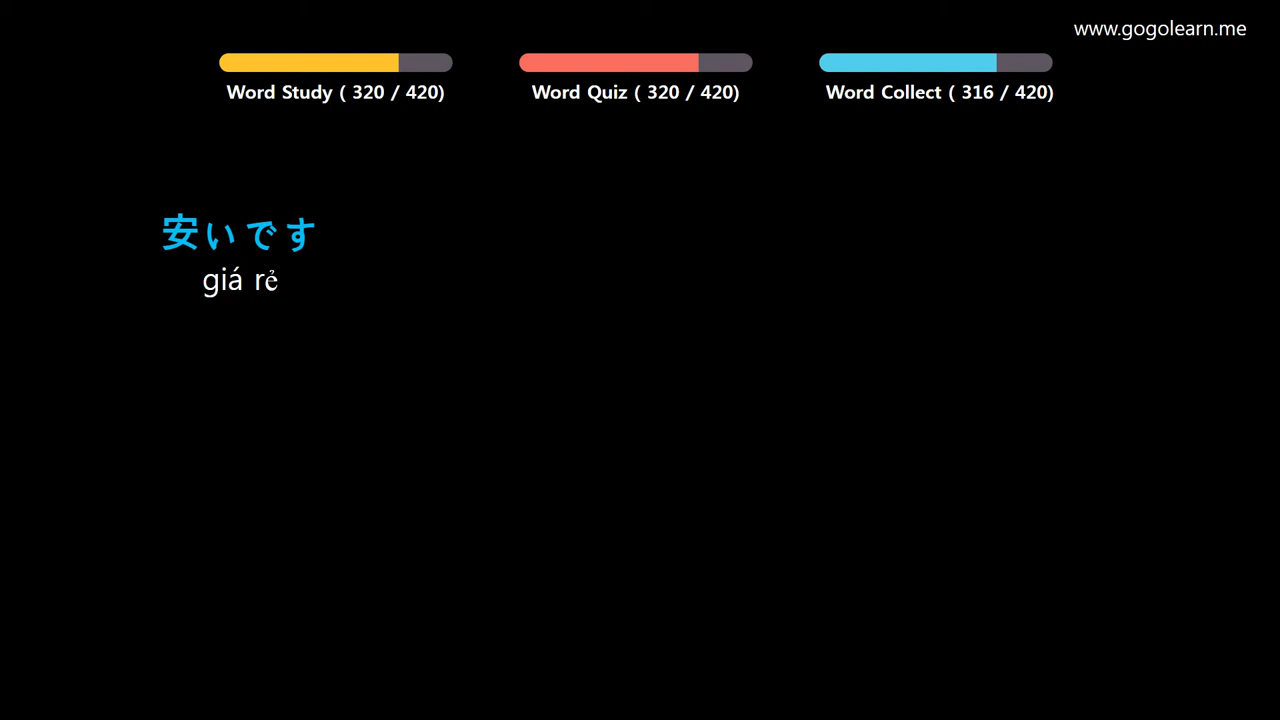 www.gogolearn.me
Word Study ( 320 / 420)
Word Quiz ( 320 / 420)
Word Collect ( 316 / 420)
安いです
giá rẻ